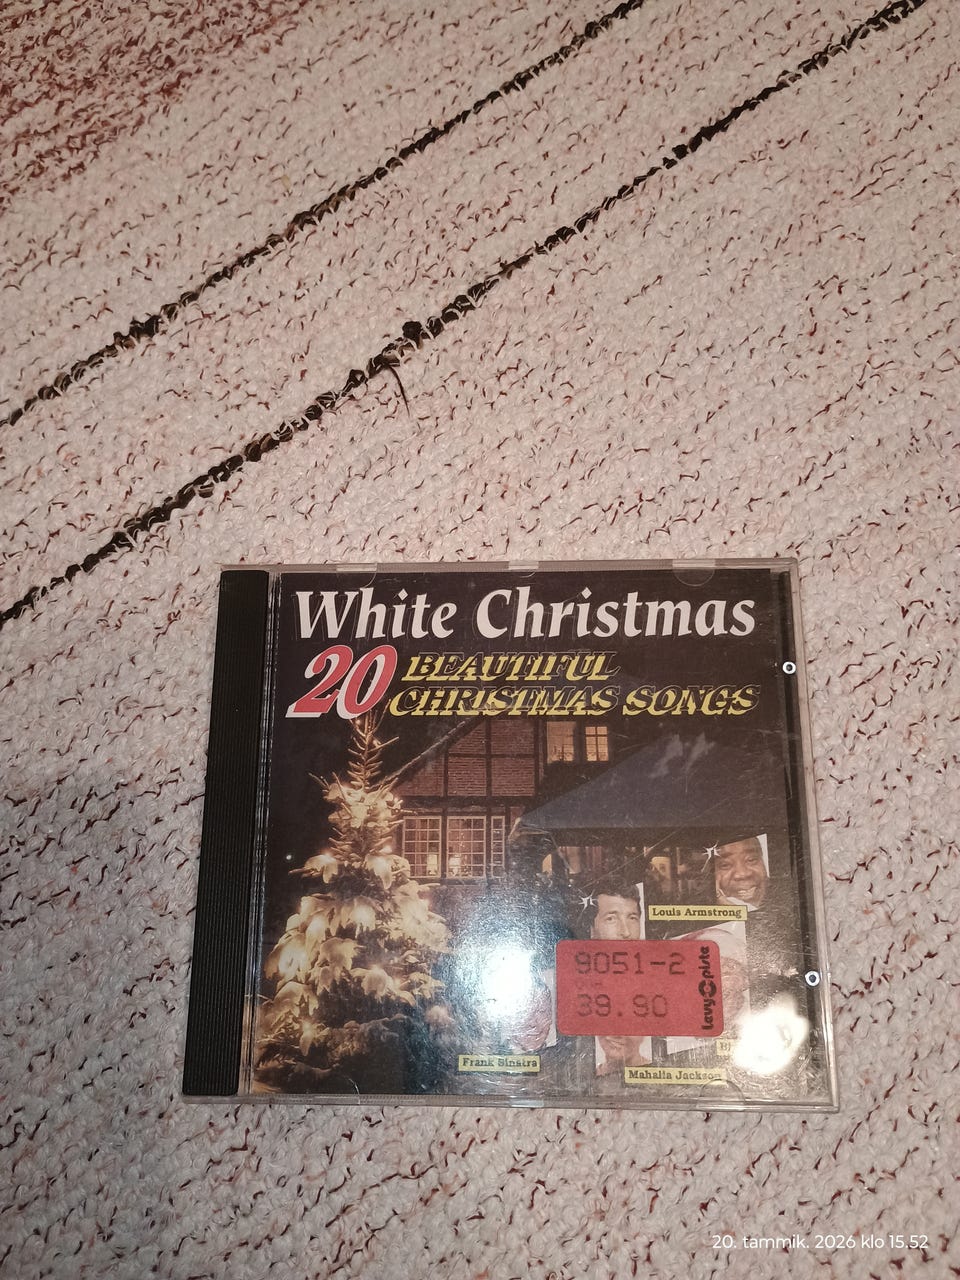 White Christmas
20 BEAUTIFUL
CHRISTMAS SONGS
Louis Armstrong
9051-2
39.90
Levypiste
Frank Sinatra
Mahalia Jackson
20. tammik. 2026 klo 15.52